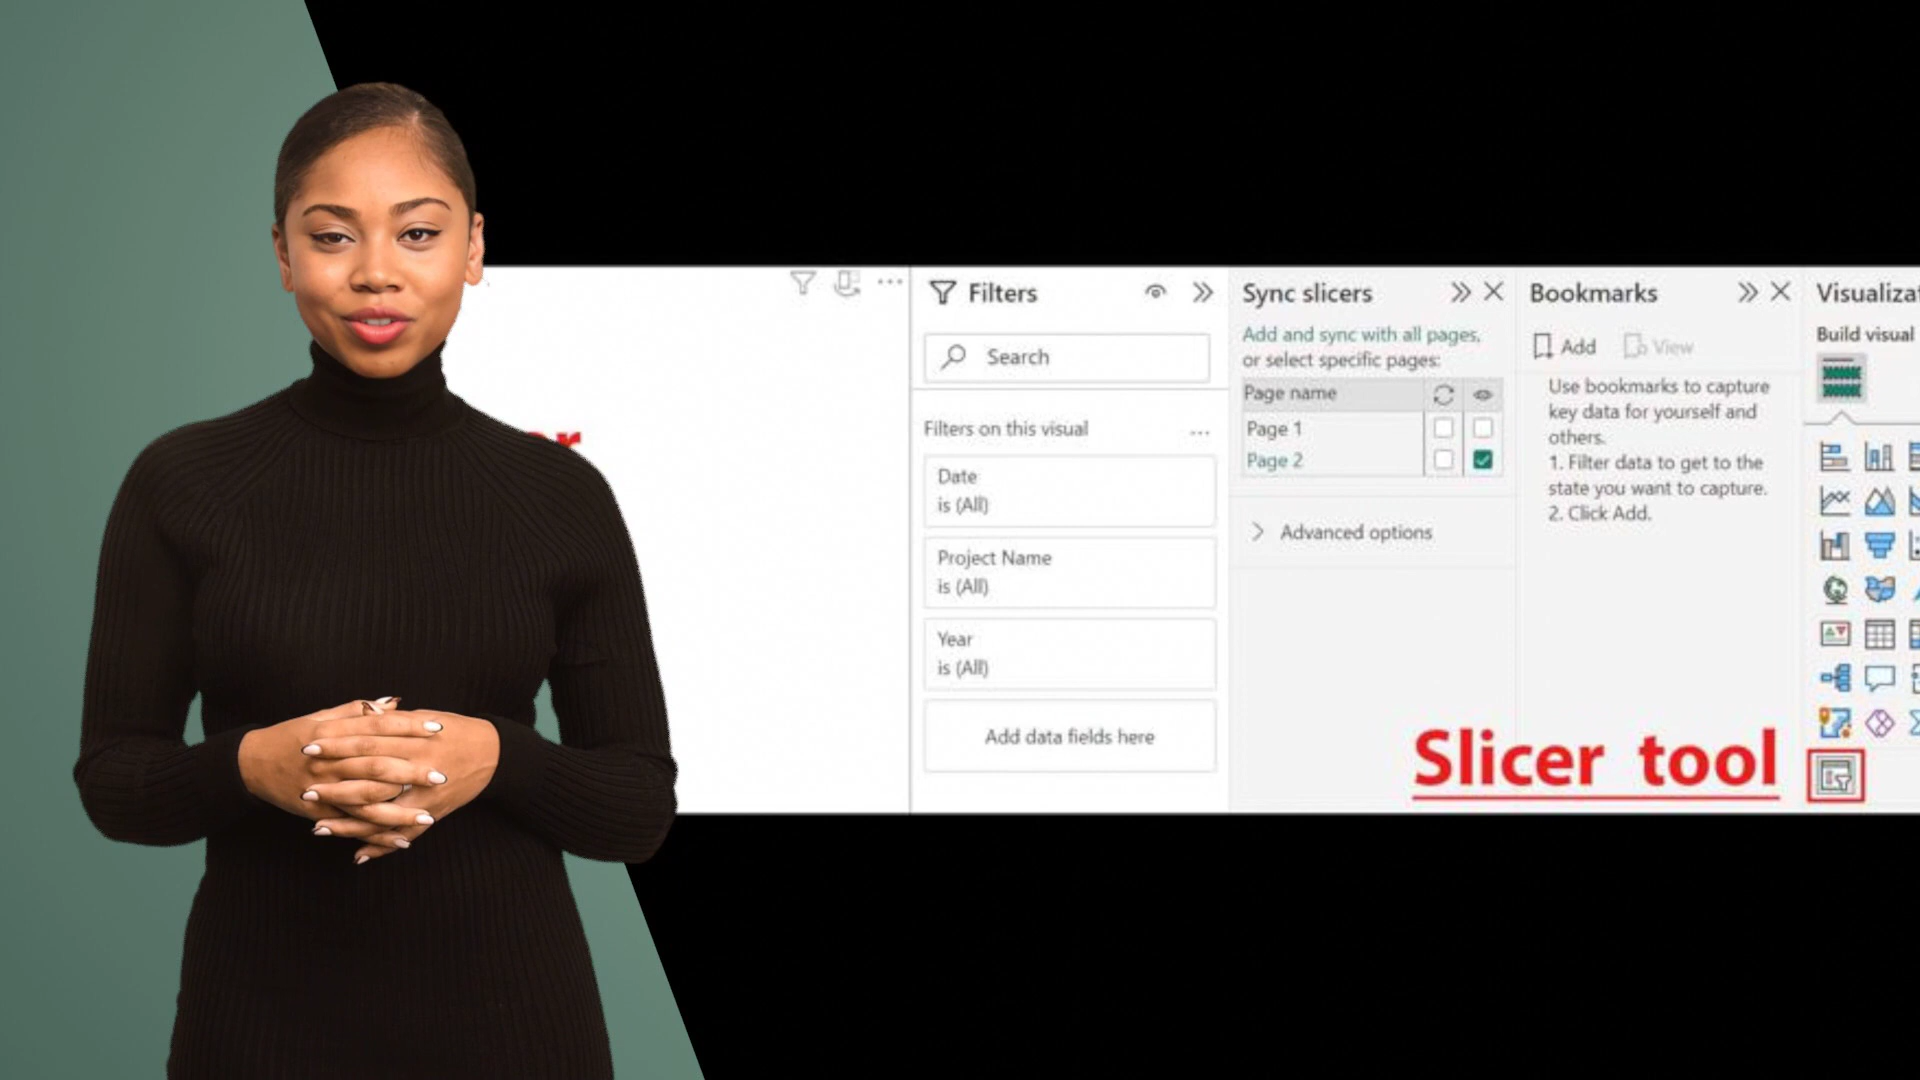 Filters
Search
Filters on this visual
Date
is (All)
Project Name
is (All)
Year
is (All)
Add data fields here
Sync slicers
Add and sync with all pages,
or select specific pages:
Page name
Page 1
Page 2
Advanced options
Bookmarks
Add View
Use bookmarks to capture
key data for yourself and
others.
1. Filter data to get to the
state you want to capture.
2. Click Add.
Build visual
Slicer tool